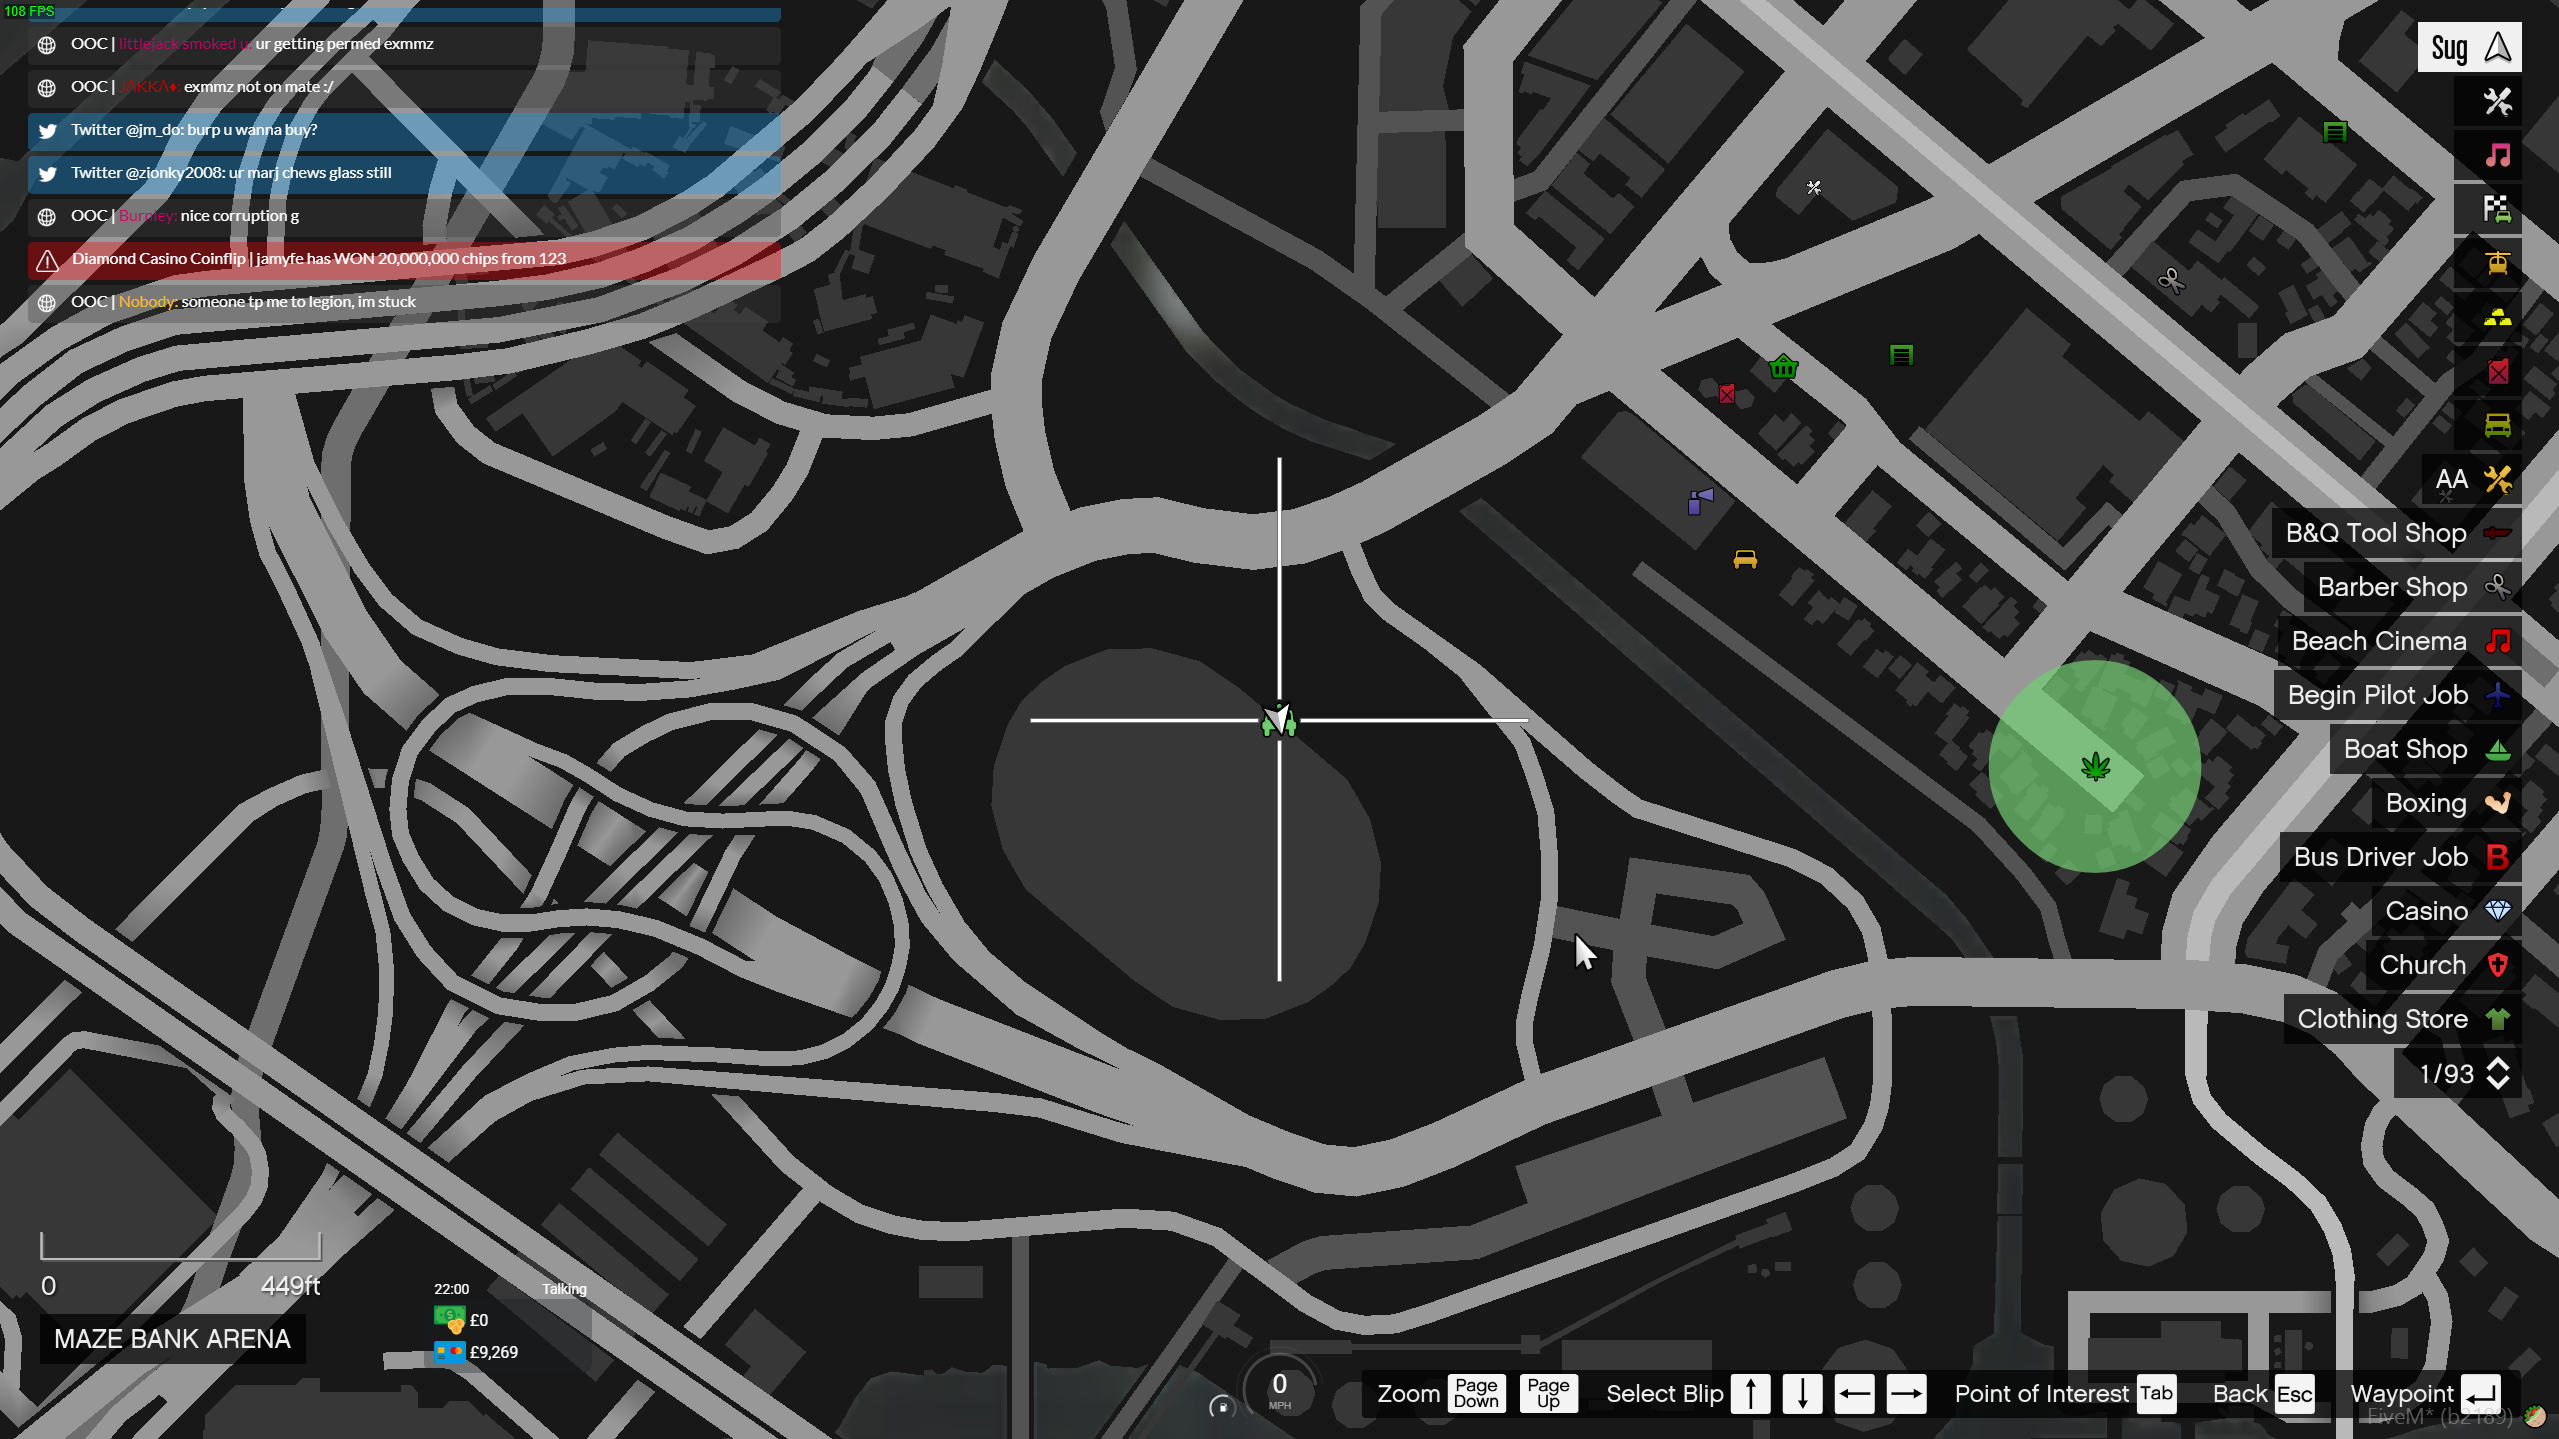 108 FPS
OOC | littlejack smoked u: ur getting permed exmmz
exmmz not on mate :/
OOC |
Twitter @jm_do: burp u wanna buy?
Twitter @zionky2008: ur marj chews glass still
OOC | Burnley: nice corruption g
Diamond Casino Coinflip | jamyfe has WON 20,000,000 chips from 123
OOC | Nobody: someone tp me to legion, im stuck
Sug
AA
B&Q Tool Shop
Barber Shop
Beach Cinema
Begin Pilot Job
Boat Shop
Boxing
Bus Driver Job
B
Casino
Church
Clothing Store
1/93
0
449ft
MAZE BANK ARENA
22:00
Talking
£0
£9,269
0
MPH
Zoom Page Down Page Up Select Blip Point of Interest Tab Back Esc Waypoint
FiveM* (b2189)